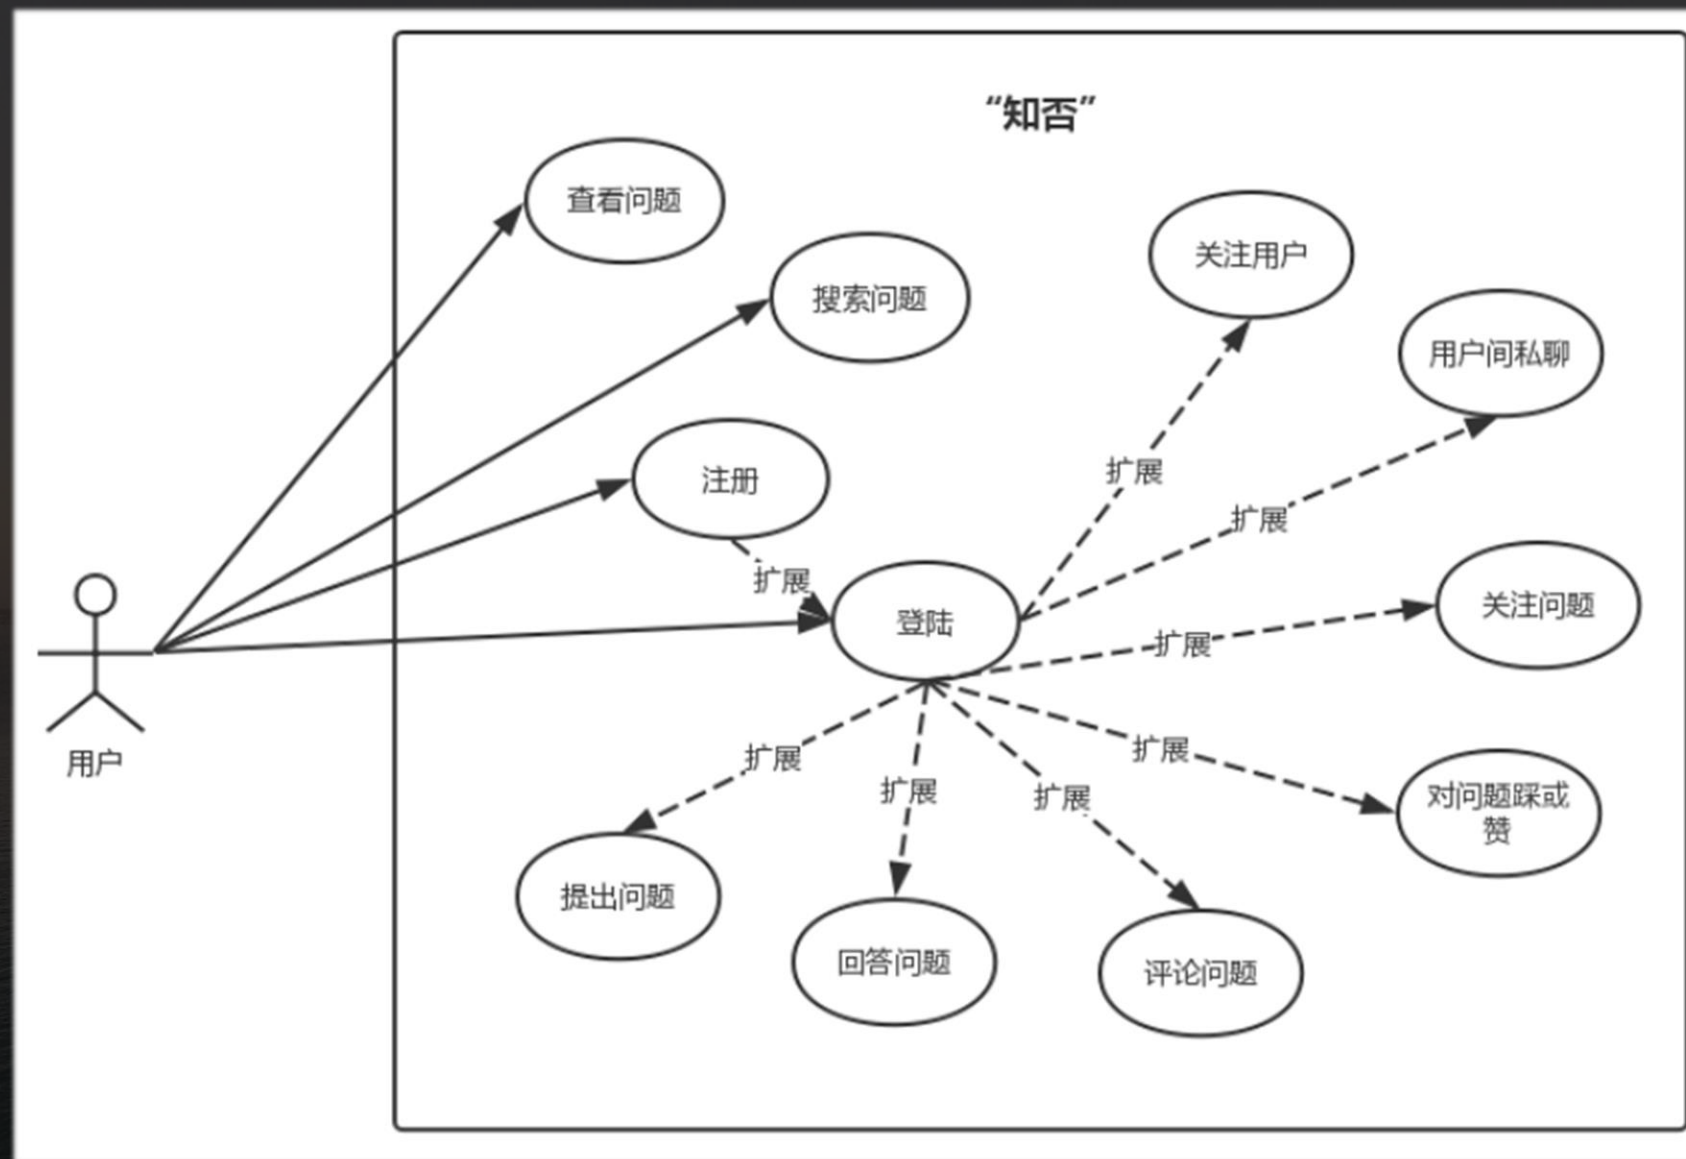 “知否”
查看问题
关注用户
搜索问题
用户间私聊
扩展
注册
扩展
扩展
关注问题
登陆
扩展
用户
扩展
扩展
扩展
扩展
对问题踩或
赞
提出问题
回答问题
评论问题